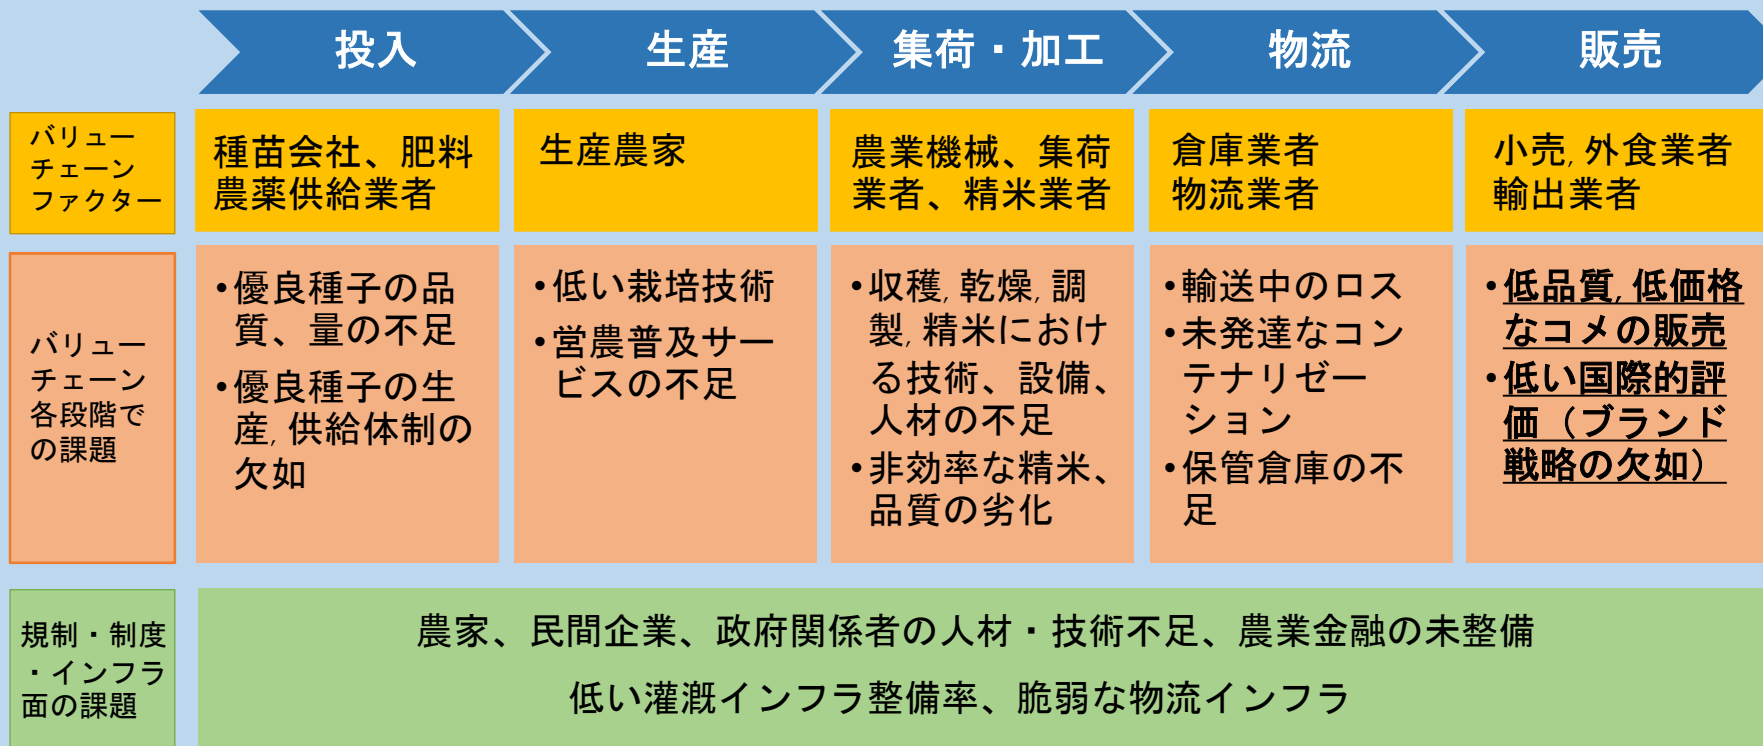 投入
生産
集荷・加工
物流
販売
バリュー
チェーン
ファクター
種苗会社、肥料
農薬供給業者
生産農家
農業機械、集荷
業者、精米業者
倉庫業者
物流業者
小売, 外食業者
輸出業者
バリュー
チェーン
各段階で
の課題
•優良種子の品
質、量の不足
•優良種子の生
産, 供給体制の
欠如
•低い栽培技術
•営農普及サー
ビスの不足
•収穫, 乾燥, 調
製, 精米におけ
る技術、設備、
人材の不足
•非効率な精米、
品質の劣化
•輸送中のロス
•未発達なコン
テナリゼー
ション
•保管倉庫の不
足
•低品質, 低価格
なコメの販売
•低い国際的評
価（ブランド
戦略の欠如）
規制・制度
・インフラ
面の課題
農家、民間企業、政府関係者の人材・技術不足、農業金融の未整備
低い灌漑インフラ整備率、脆弱な物流インフラ